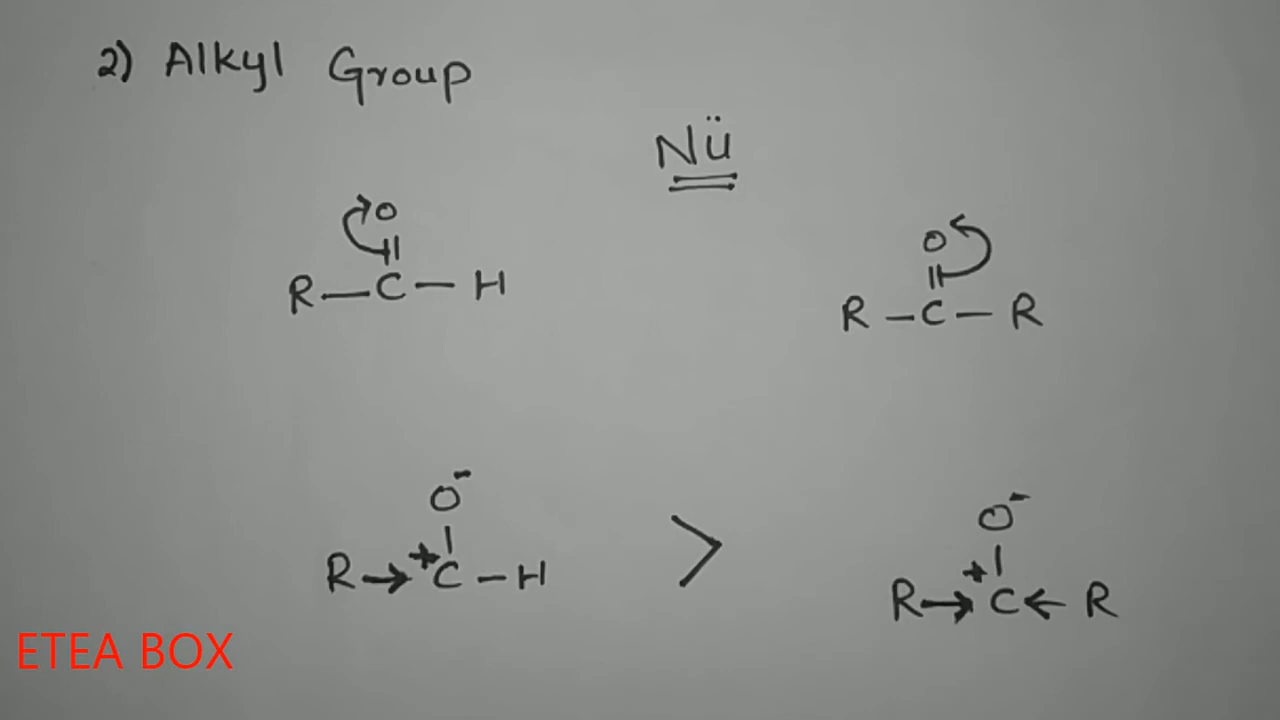 2) Alkyl Group
Nü
O
||
R—C—H
O
||
R—C—R
O⁻
|
R→⁺C—H
>
O⁻
|
R→⁺C←R
ETEA BOX